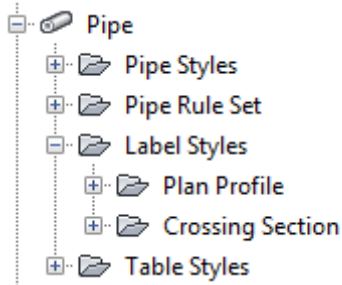 Pipe
Pipe Styles
Pipe Rule Set
Label Styles
Plan Profile
Crossing Section
Table Styles